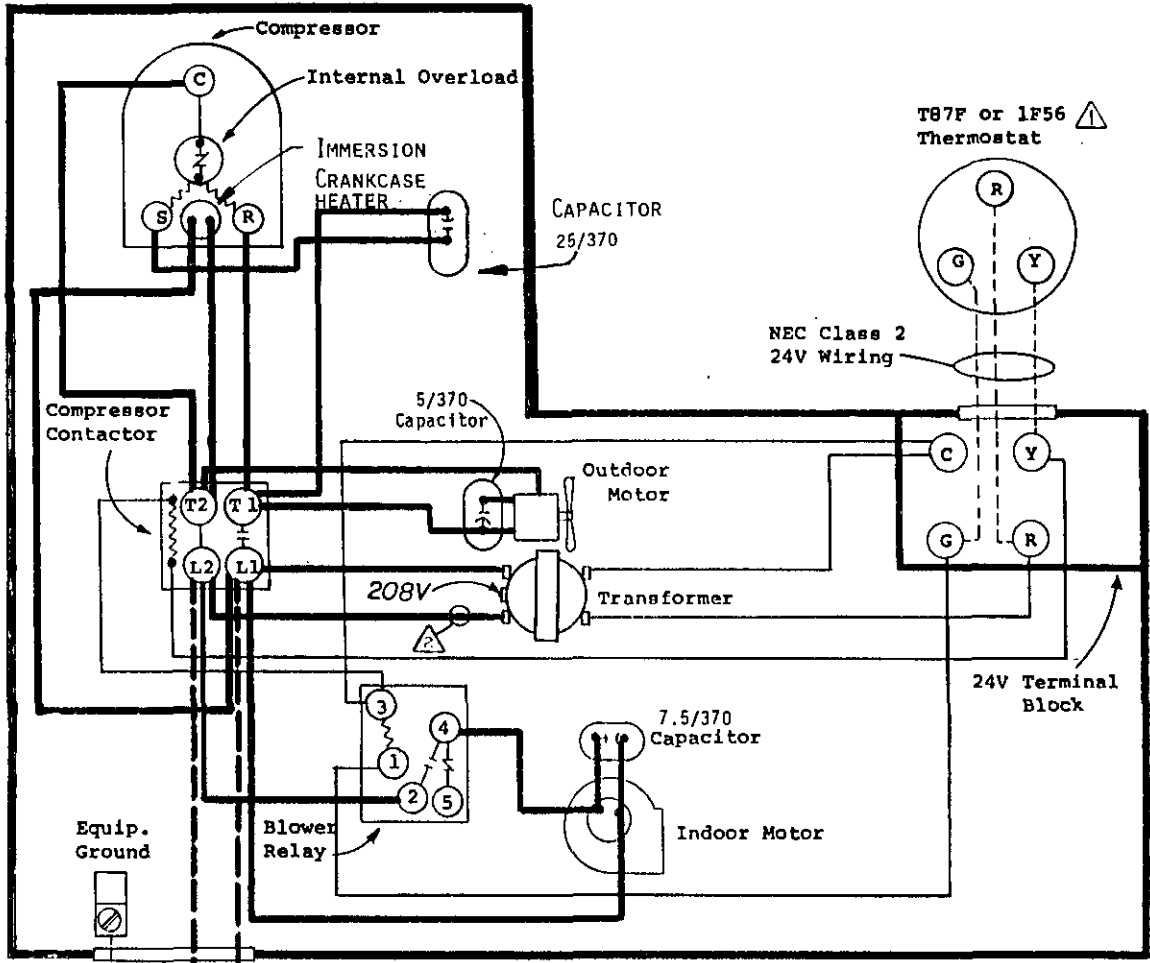 Compressor
C
Internal Overload
IMMERSION
CRANKCASE
HEATER
S
R
CAPACITOR
25/370
T87F or 1F56 1
Thermostat
R
G
Y
NEC Class 2
24V Wiring
Compressor
Contactor
5/370
Capacitor
Outdoor
Motor
C
Y
T2
T1
G
R
L2
L1
208V
Transformer
2
24V Terminal
Block
3
4
1
2
5
7.5/370
Capacitor
Blower
Relay
Indoor Motor
Equip.
Ground